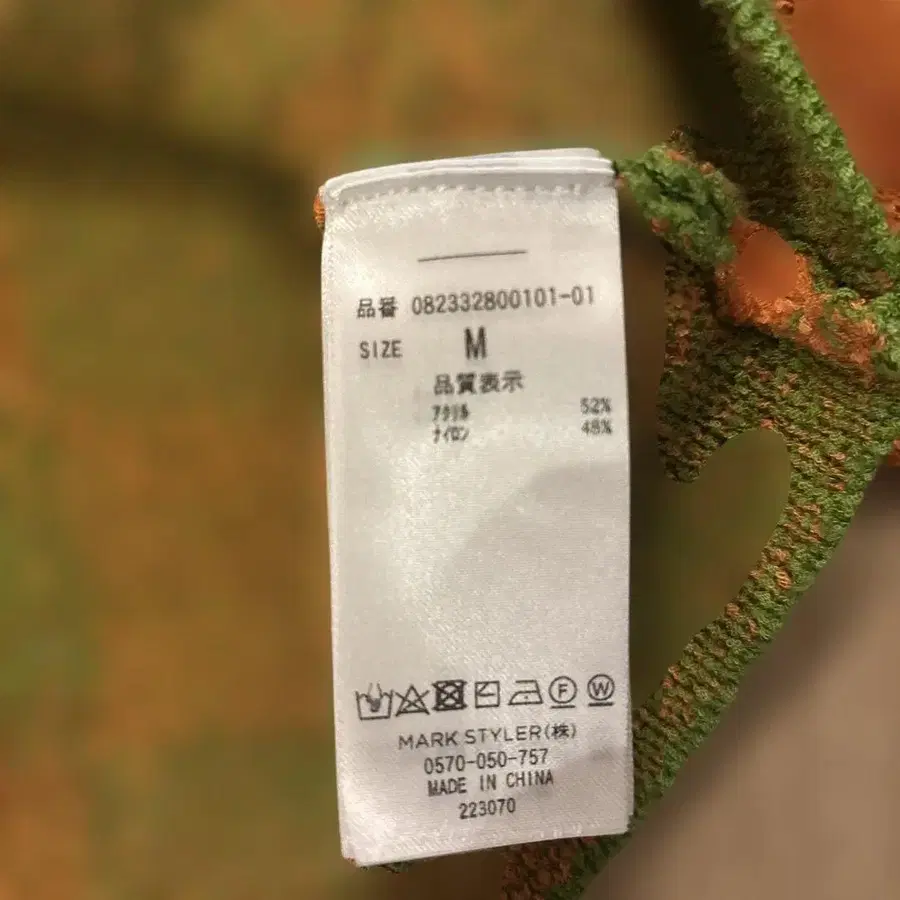 品番 082332800101-01
SIZE M
品質表示
アクリル 52%
ナイロン 48%
F W
MARK STYLER(株)
0570-050-757
MADE IN CHINA
223070